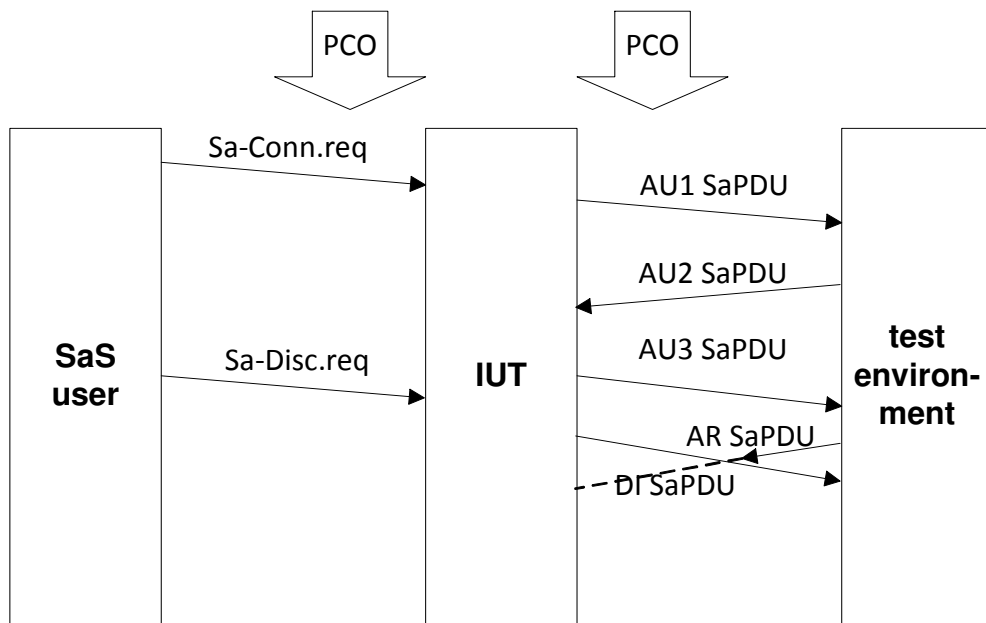 PCO
PCO
Sa-Conn.req
AU1 SaPDU
AU2 SaPDU
SaS
user
Sa-Disc.req
IUT
AU3 SaPDU
test
environ-
ment
AR SaPDU
DI SaPDU